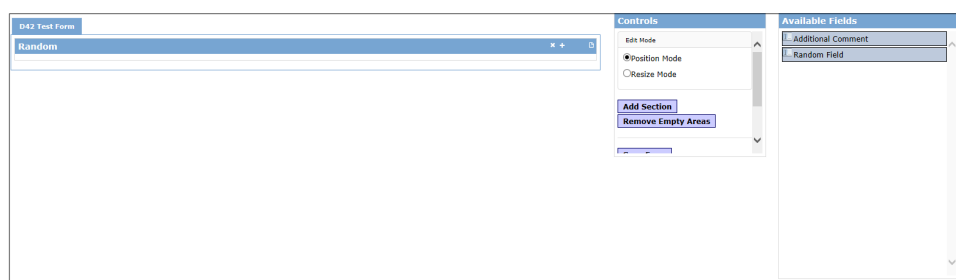 D42 Test Form
Random
Controls
Edit Mode
Position Mode
Resize Mode
Add Section
Remove Empty Areas
Available Fields
Additional Comment
Random Field